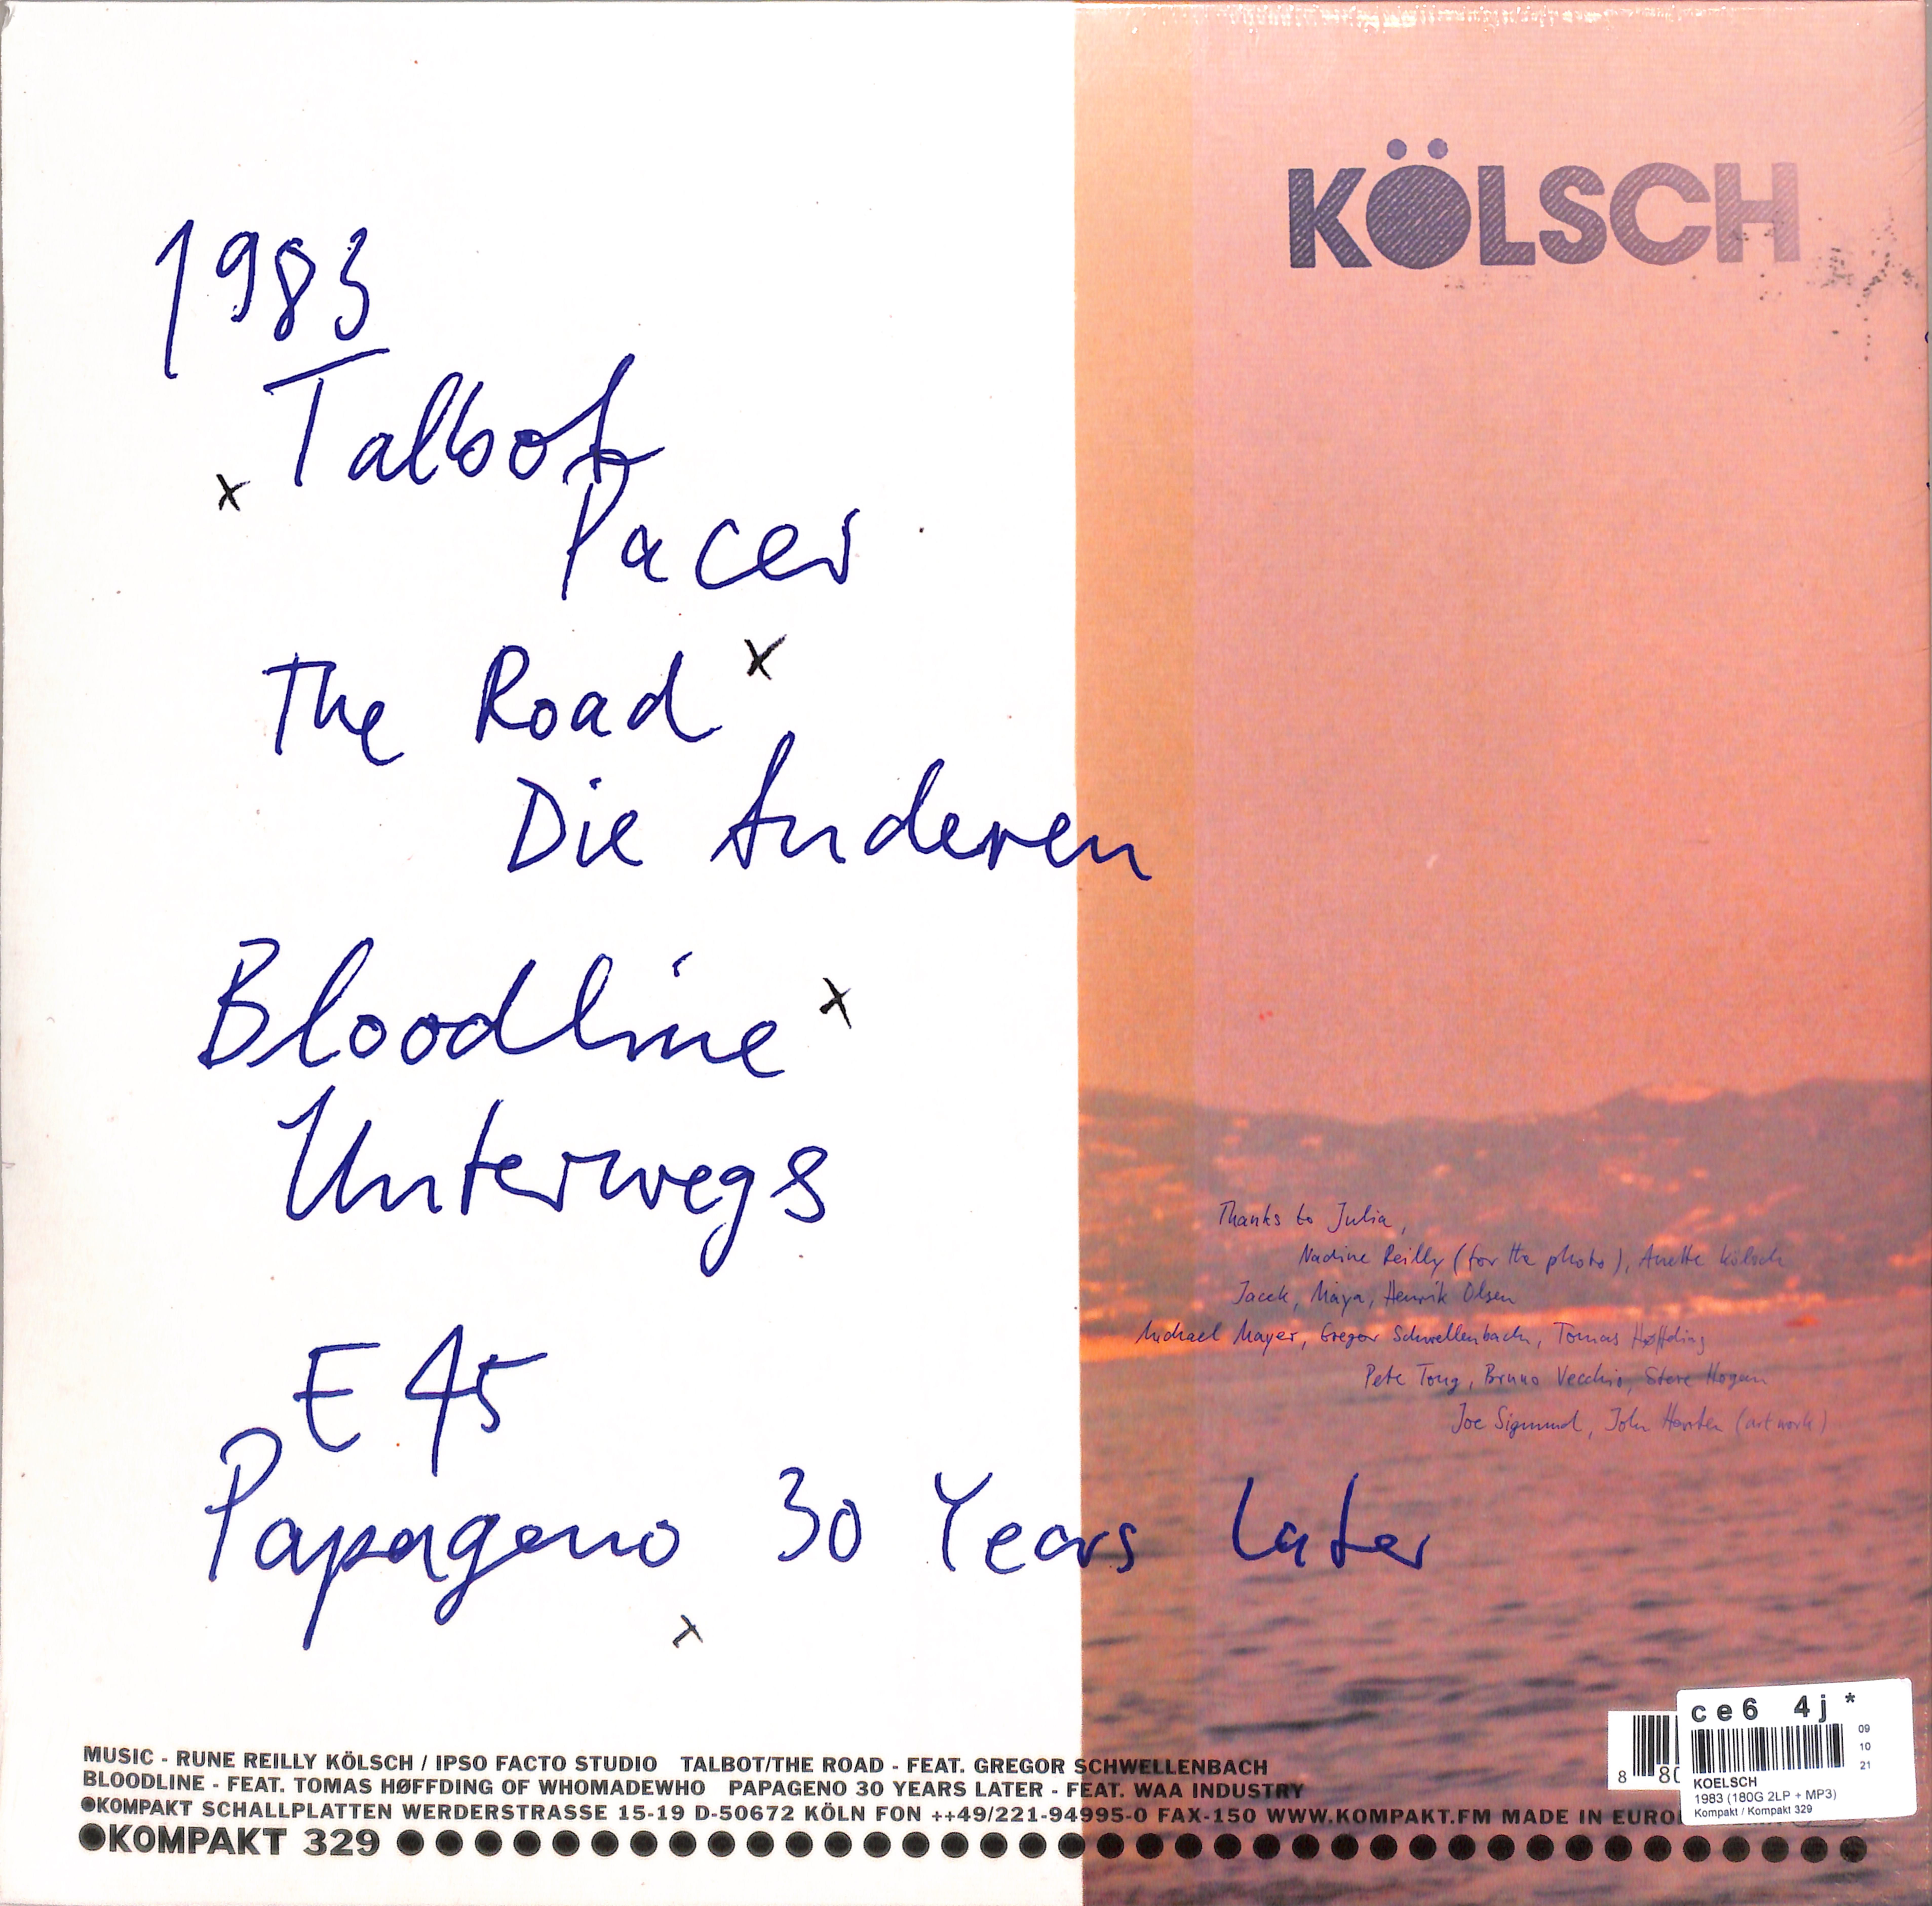 KÖLSCH
1983
Talbot
x
Pacer
The Road x
Die Anderen
Bloodline x
Unterwegs
E 45
Papageno 30 Years Later
x
Thanks to Julia,
Nadine Reilly (for the photo), Anette Kölsch
Jacek, Maya, Henrik Olsen
Michael Mayer, Gregor Schwellenbach, Tomas Høffding
Pete Tong, Bruno Vecchio, Steve Hogan
Joe Sigmund, John (artwork)
MUSIC - RUNE REILLY KÖLSCH / IPSO FACTO STUDIO TALBOT/THE ROAD - FEAT. GREGOR SCHWELLENBACH
BLOODLINE - FEAT. TOMAS HØFFDING OF WHOMADEWHO PAPAGENO 30 YEARS LATER - FEAT. WAA INDUSTRY
●KOMPAKT SCHALLPLATTEN WERDERSTRASSE 15-19 D-50672 KÖLN FON ++49/221-94995-0 FAX-150 WWW.KOMPAKT.FM MADE IN EURO
●KOMPAKT 329
8 80
ce6 4j *
09
10
21
KOELSCH
1983 (180G 2LP + MP3)
Kompakt / Kompakt 329